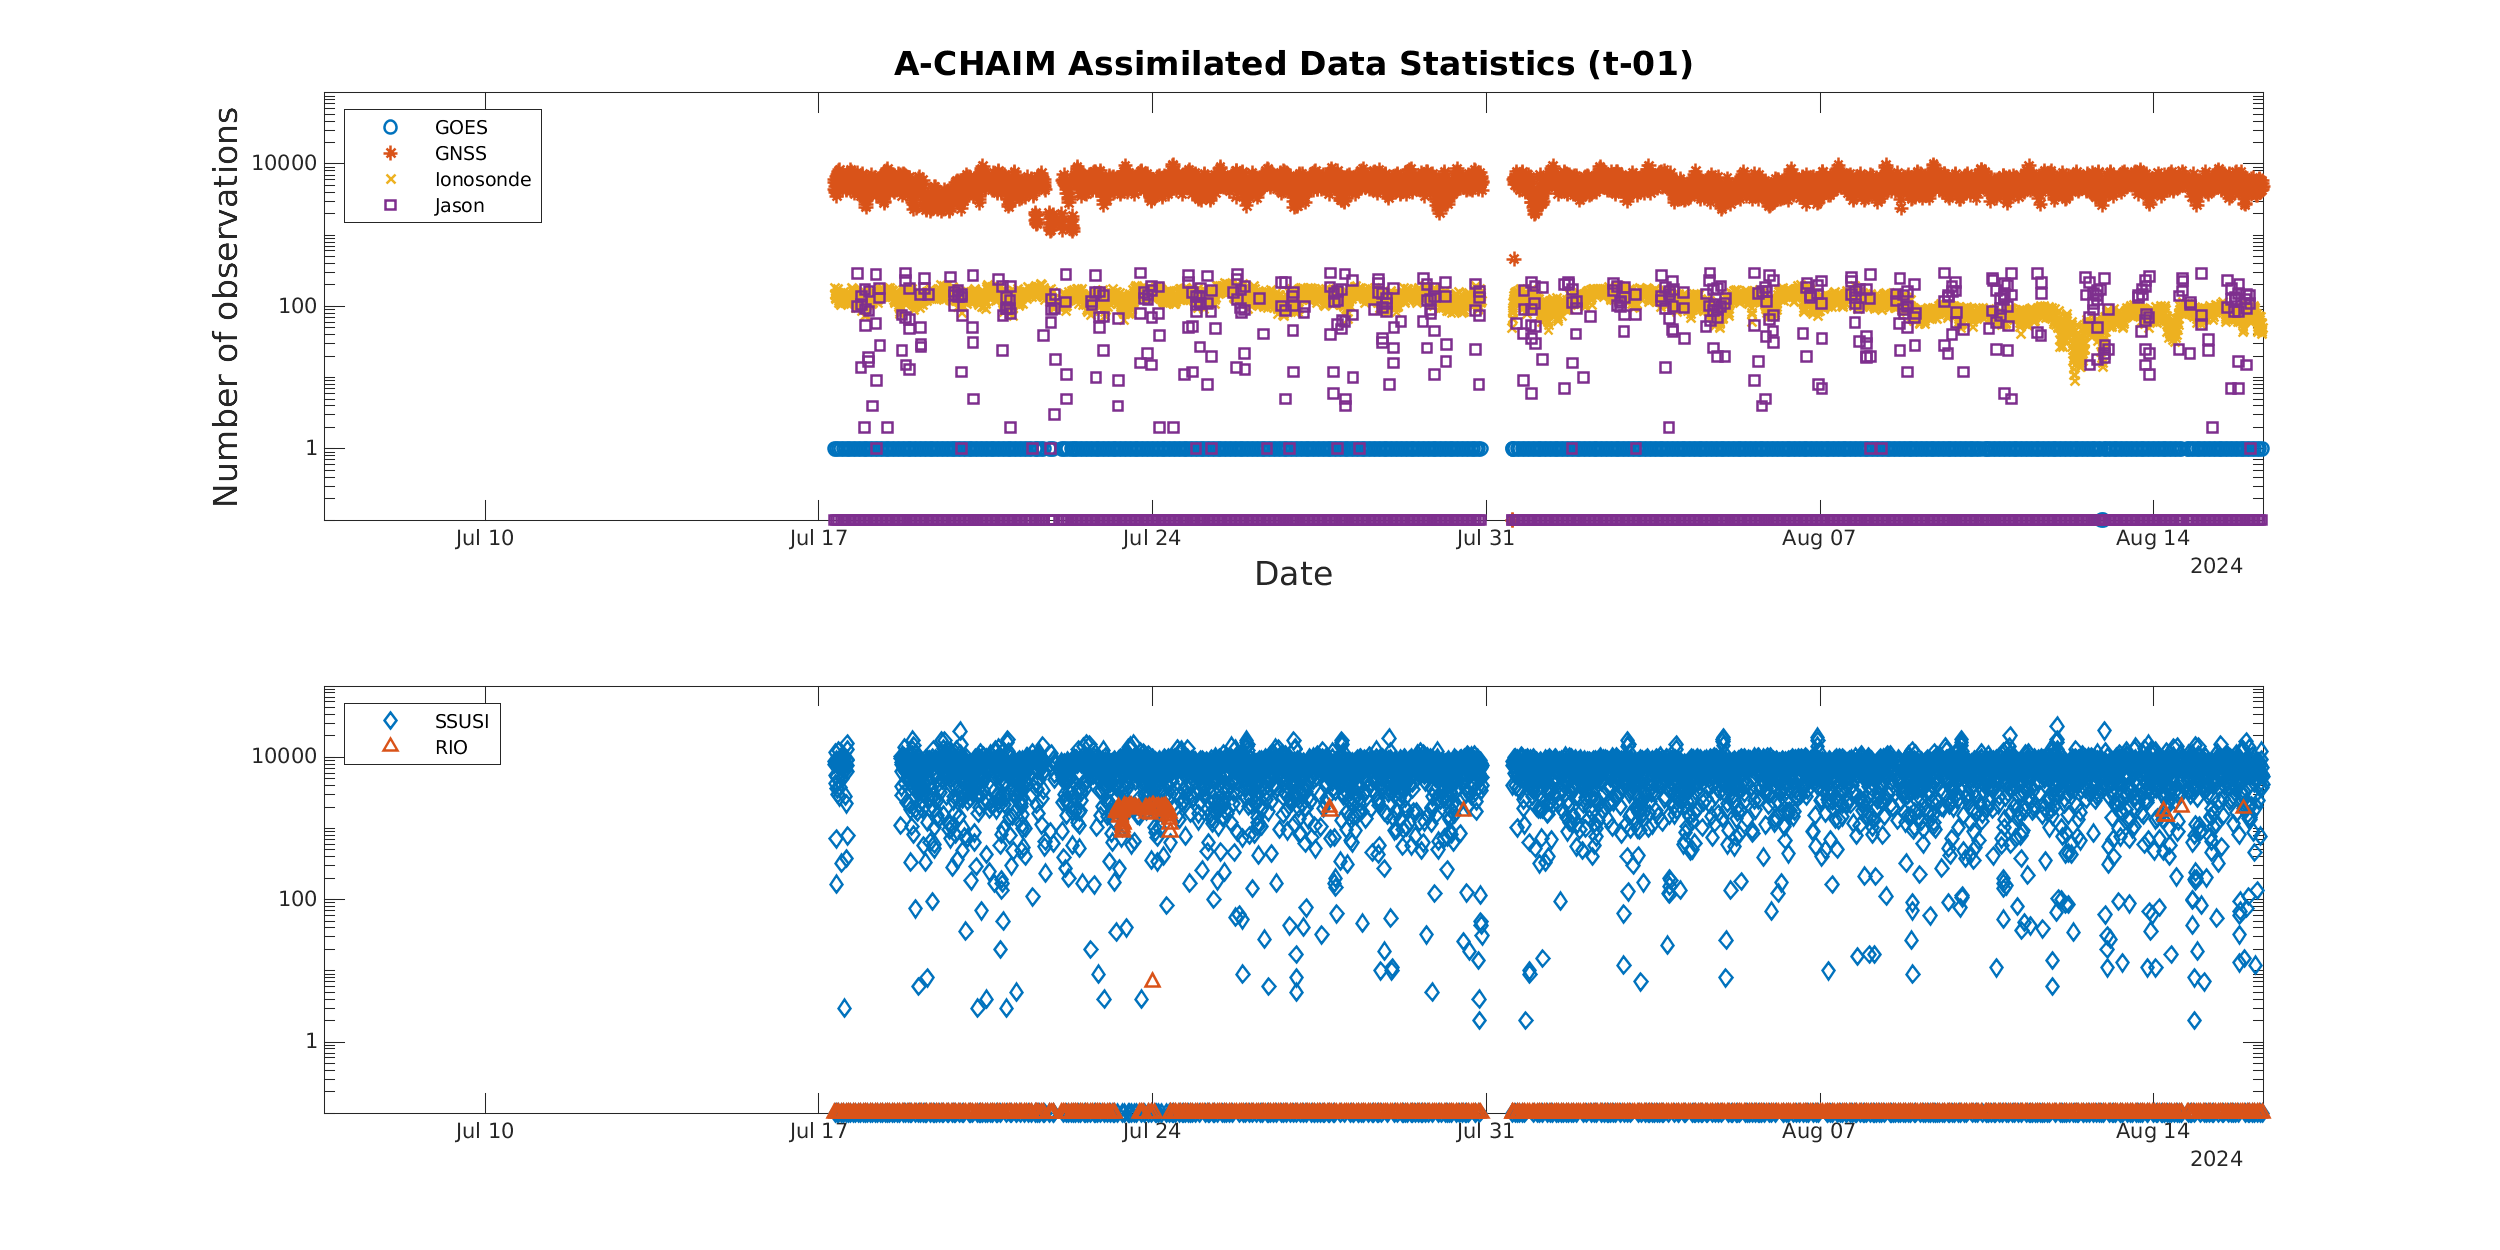 A-CHAIM Assimilated Data Statistics (t-01)
Number of observations
10000
100
1
GOES
GNSS
Ionosonde
Jason
Jul 10
Jul 17
Jul 24
Jul 31
Aug 07
Aug 14
2024
Date
10000
100
1
SSUSI
RIO
Jul 10
Jul 17
Jul 24
Jul 31
Aug 07
Aug 14
2024